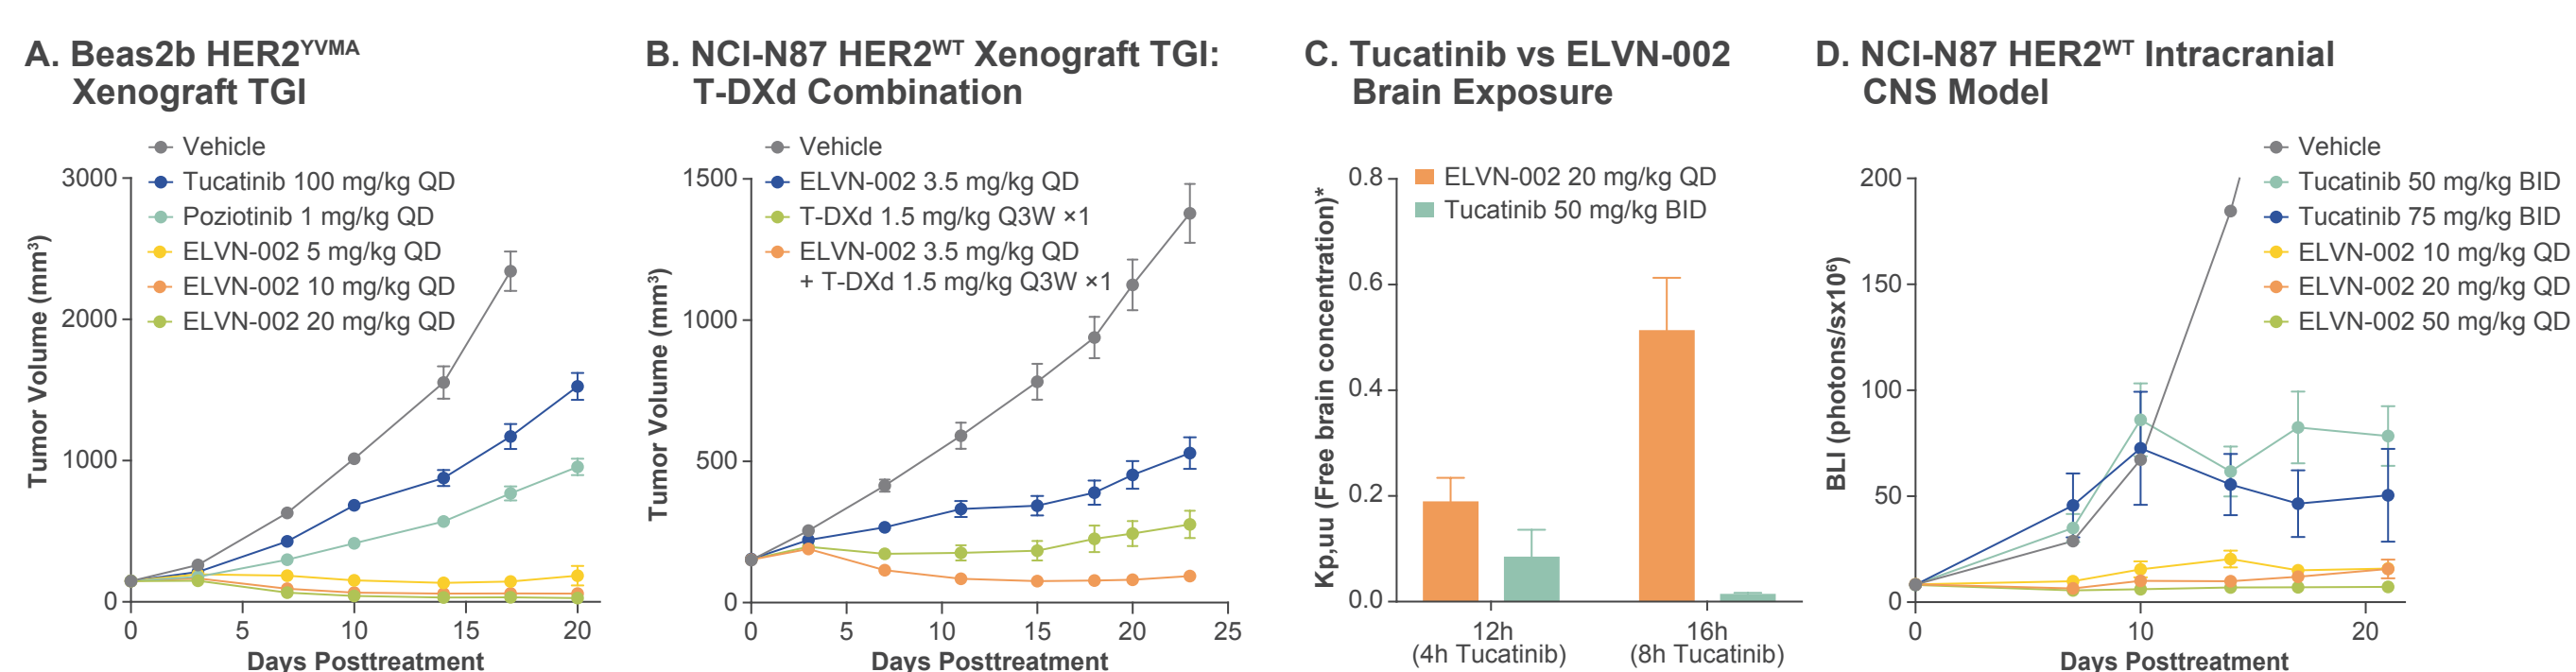 A. Beas2b HER2YVMA
Xenograft TGI
Vehicle
Tucatinib 100 mg/kg QD
Poziotinib 1 mg/kg QD
ELVN-002 5 mg/kg QD
ELVN-002 10 mg/kg QD
ELVN-002 20 mg/kg QD
Tumor Volume (mm³)
3000
2000
1000
0
0 5 10 15 20
Days Posttreatment
B. NCI-N87 HER2WT Xenograft TGI:
T-DXd Combination
Vehicle
ELVN-002 3.5 mg/kg QD
T-DXd 1.5 mg/kg Q3W ×1
ELVN-002 3.5 mg/kg QD
+ T-DXd 1.5 mg/kg Q3W ×1
Tumor Volume (mm³)
1500
1000
500
0
0 5 10 15 20 25
Days Posttreatment
C. Tucatinib vs ELVN-002
Brain Exposure
ELVN-002 20 mg/kg QD
Tucatinib 50 mg/kg BID
Kp,uu (Free brain concentration)*
0.8
0.6
0.4
0.2
0.0
12h 16h
(4h Tucatinib) (8h Tucatinib)
D. NCI-N87 HER2WT Intracranial
CNS Model
Vehicle
Tucatinib 50 mg/kg BID
Tucatinib 75 mg/kg BID
ELVN-002 10 mg/kg QD
ELVN-002 20 mg/kg QD
ELVN-002 50 mg/kg QD
BLI (photons/sx10⁶)
200
150
100
50
0
0 10 20
Days Posttreatment